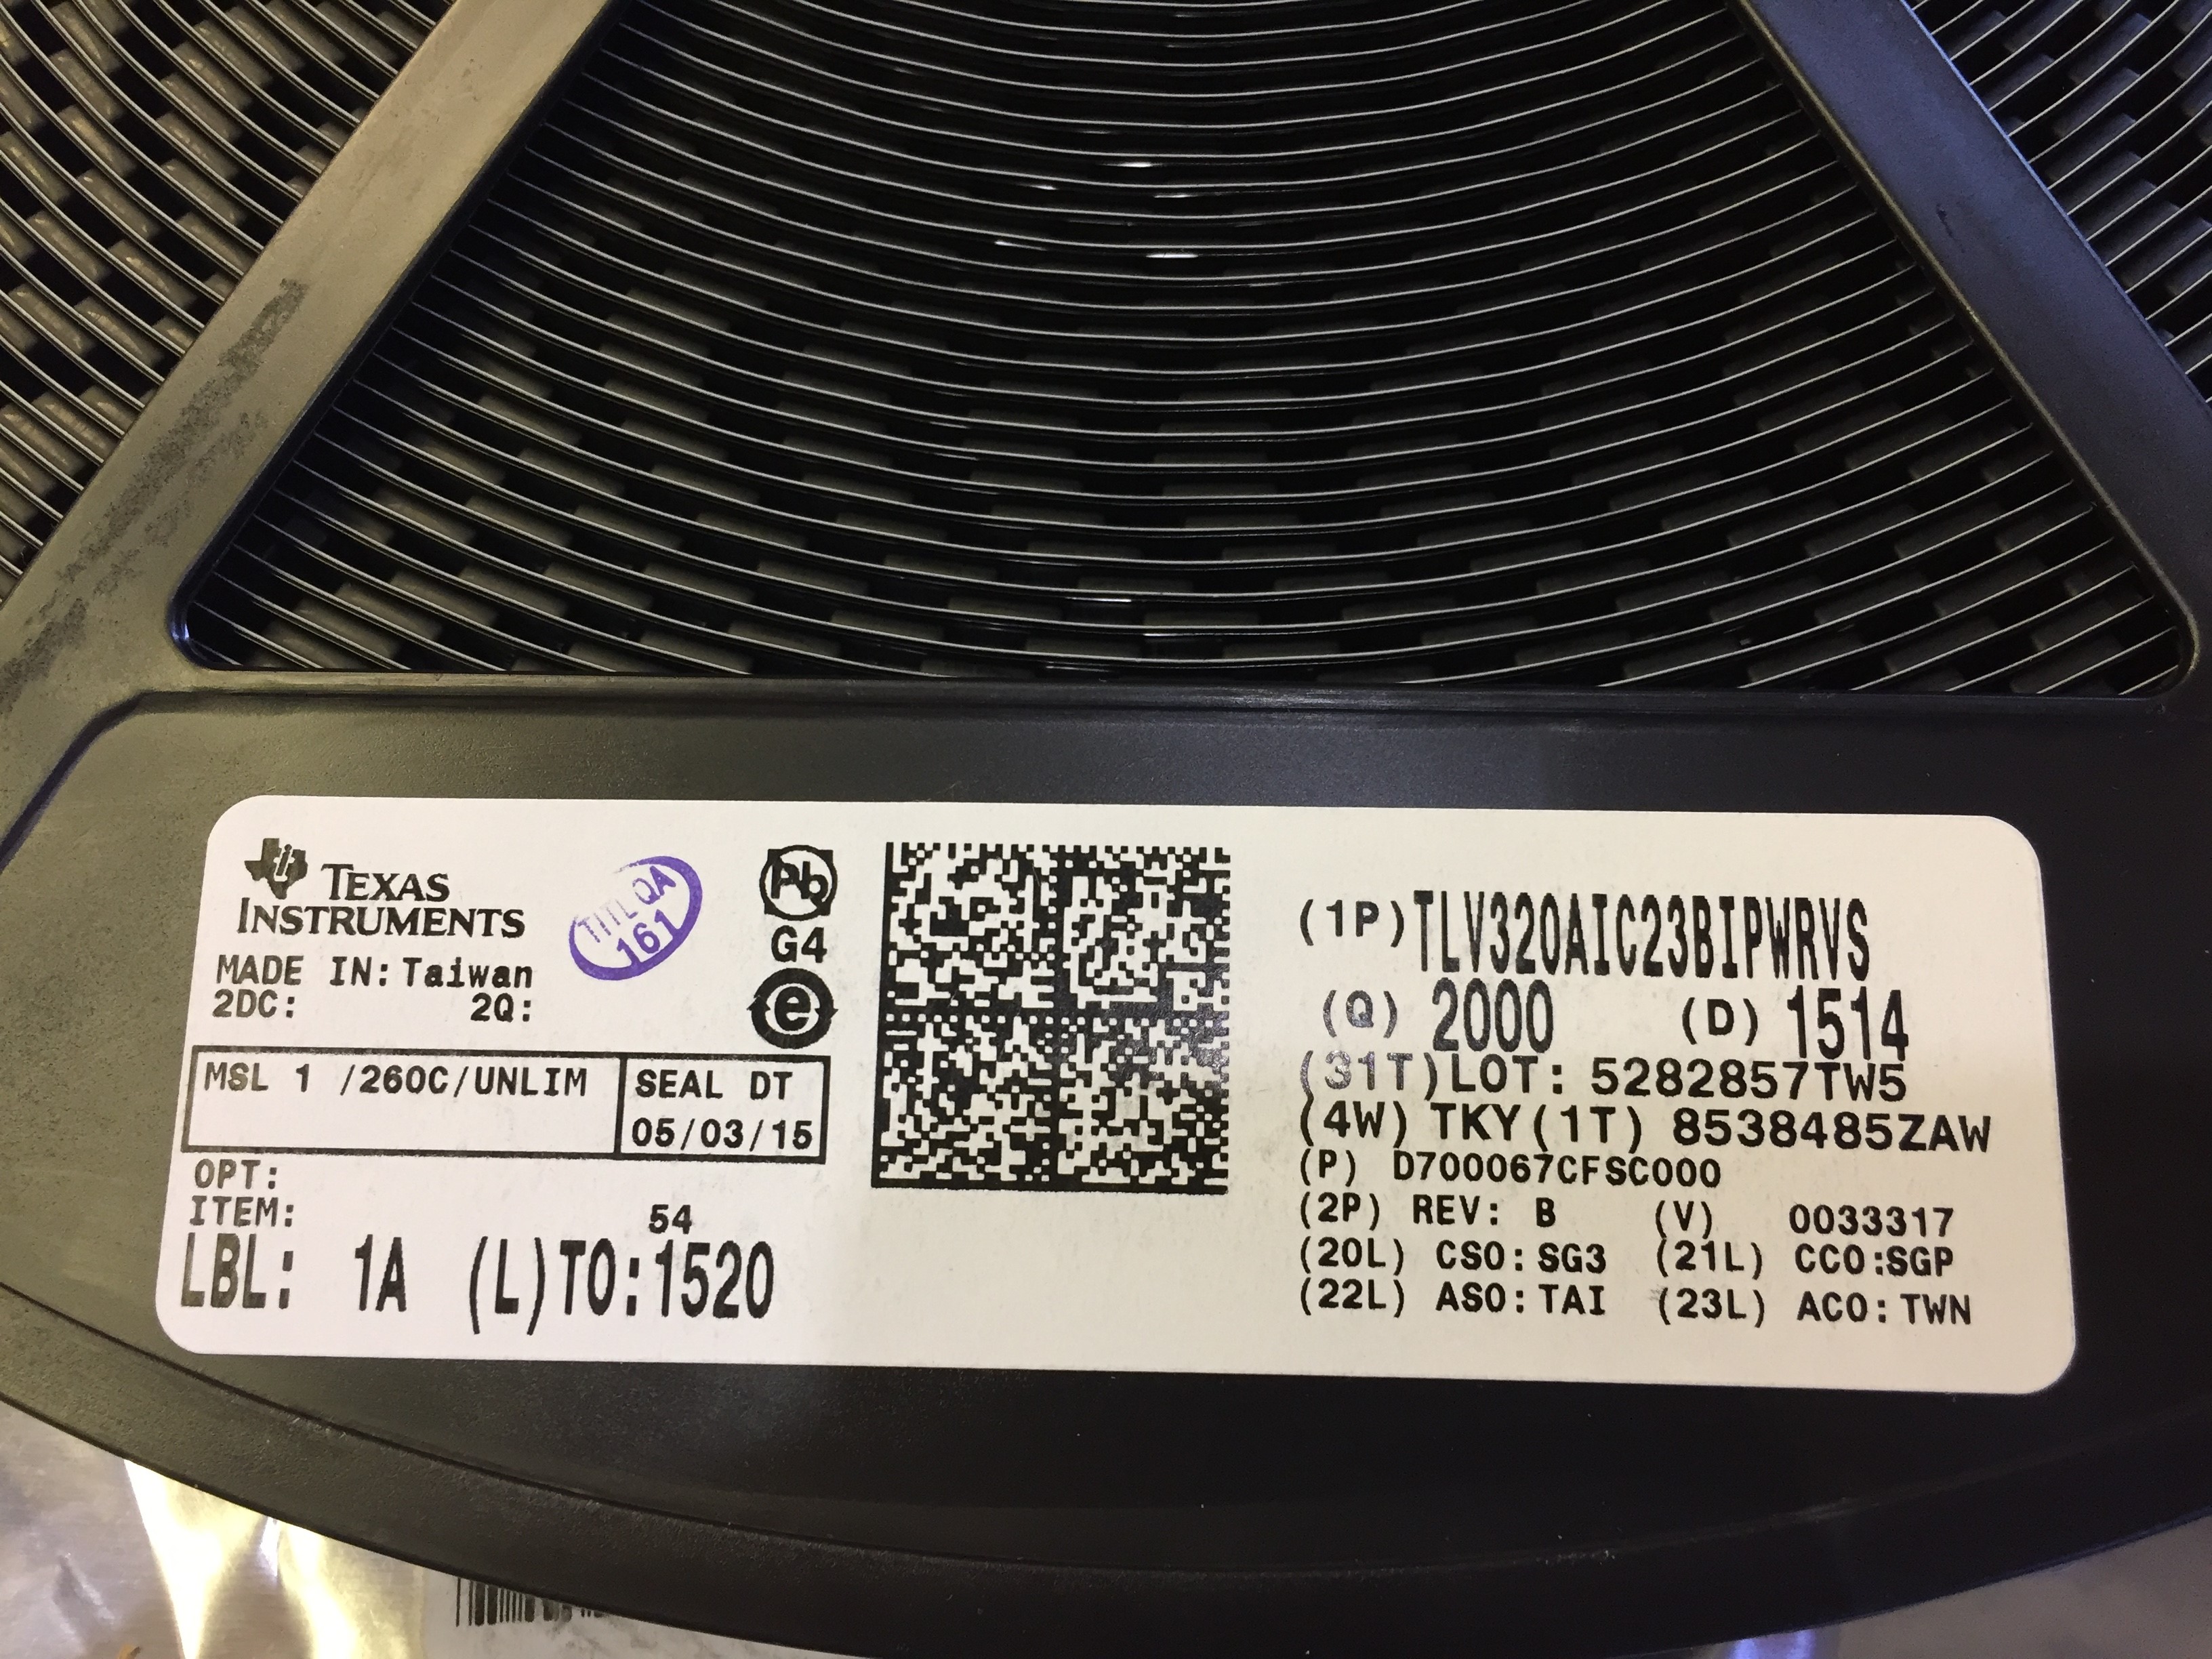 TEXAS
INSTRUMENTS
MADE IN: Taiwan
2DC: 2Q:
TITL QA
161
Pb
G4
e
MSL 1 /260C/UNLIM
SEAL DT
05/03/15
OPT:
ITEM:
54
LBL: 1A (L)TO:1520
(1P)TLV320AIC23BIPWRVS
(Q) 2000 (D) 1514
(31T)LOT: 5282857TW5
(4W) TKY(1T) 8538485ZAW
(P) D700067CFSC000
(2P) REV: B (V) 0033317
(20L) CSO: SG3 (21L) CCO:SGP
(22L) ASO: TAI (23L) ACO: TWN